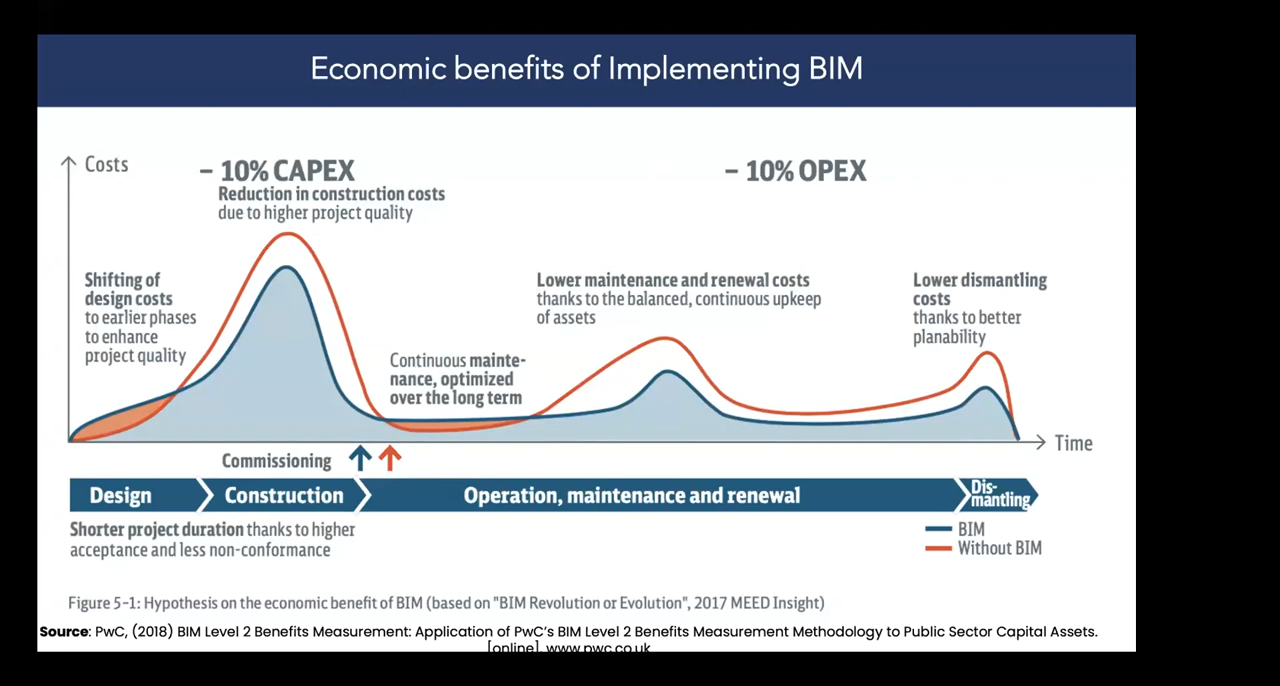 Economic benefits of Implementing BIM
Costs
– 10% CAPEX
Reduction in construction costs
due to higher project quality
– 10% OPEX
Shifting of
design costs
to earlier phases
to enhance
project quality
Continuous mainte-
nance, optimized
over the long term
Lower maintenance and renewal costs
thanks to the balanced, continuous upkeep
of assets
Lower dismantling
costs
thanks to better
planability
Time
Commissioning
Design
Construction
Operation, maintenance and renewal
Dis-
mantling
Shorter project duration thanks to higher
acceptance and less non-conformance
BIM
Without BIM
Figure 5-1: Hypothesis on the economic benefit of BIM (based on "BIM Revolution or Evolution", 2017 MEED Insight)
Source: PwC, (2018) BIM Level 2 Benefits Measurement: Application of PwC's BIM Level 2 Benefits Measurement Methodology to Public Sector Capital Assets.
[online]. www.pwc.co.uk